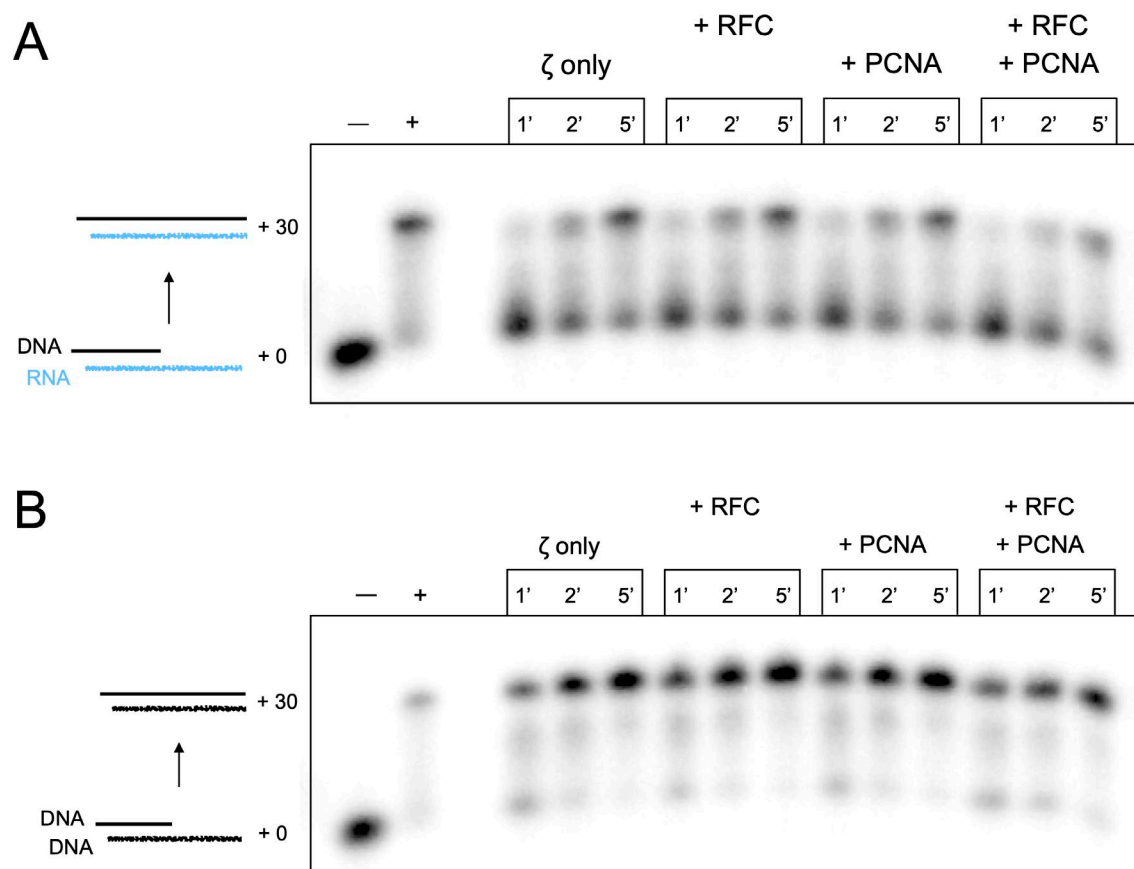 A
+ RFC
+ RFC
ζ only
+ PCNA
+ PCNA
— +
1’ 2’ 5’ 1’ 2’ 5’ 1’ 2’ 5’ 1’ 2’ 5’
+ 30
DNA
+ 0
RNA
B
+ RFC
+ RFC
ζ only
+ PCNA
+ PCNA
— +
1’ 2’ 5’ 1’ 2’ 5’ 1’ 2’ 5’ 1’ 2’ 5’
+ 30
DNA
+ 0
DNA